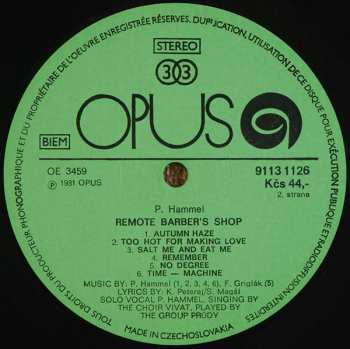 DU PRODUCTEUR PHONOGRAPHIQUE ET DU PROPRIÉTAIRE DE L'OEUVRE ENREGISTRÉE RÉSERVÉS. DUPLICATION, UTILISATION DE CE DISQUE POUR EXÉCUTION PUBLIQUE ET RADIODIFFUSION INTERDITES
STEREO
33
OPUS
BIEM
OE 3459
9113 1126
℗ 1981 OPUS
Kčs 44,-
2. strana
P. Hammel
REMOTE BARBER'S SHOP
1. AUTUMN HAZE
2. TOO HOT FOR MAKING LOVE
3. SALT ME AND EAT ME
4. REMEMBER
5. NO DEGREE
6. TIME — MACHINE
MUSIC BY: P. Hammel (1, 2, 3, 4, 6), F. Griglák (5)
LYRICS BY: K. Peteraj/S. Magál
SOLO VOCAL P. HAMMEL, SINGING BY
THE CHOIR VIVAT, PLAYED BY
THE GROUP PRÚDY
TOUS DROITS
MADE IN CZECHOSLOVAKIA